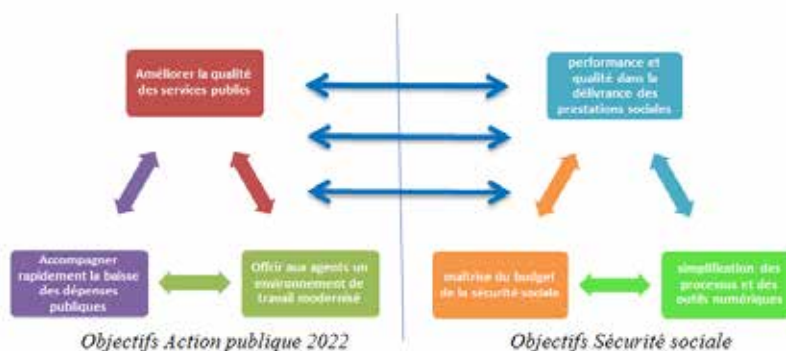 Améliorer la qualité
des services publics
performance et
qualité dans la
délivrance des
prestations sociales
Accompagner
rapidement la baisse
des dépenses
publiques
Offrir aux agents un
environnement de
travail modernisé
maîtrise du budget
de la sécurité sociale
simplification des
processus et des
outils numériques
Objectifs Action publique 2022
Objectifs Sécurité sociale